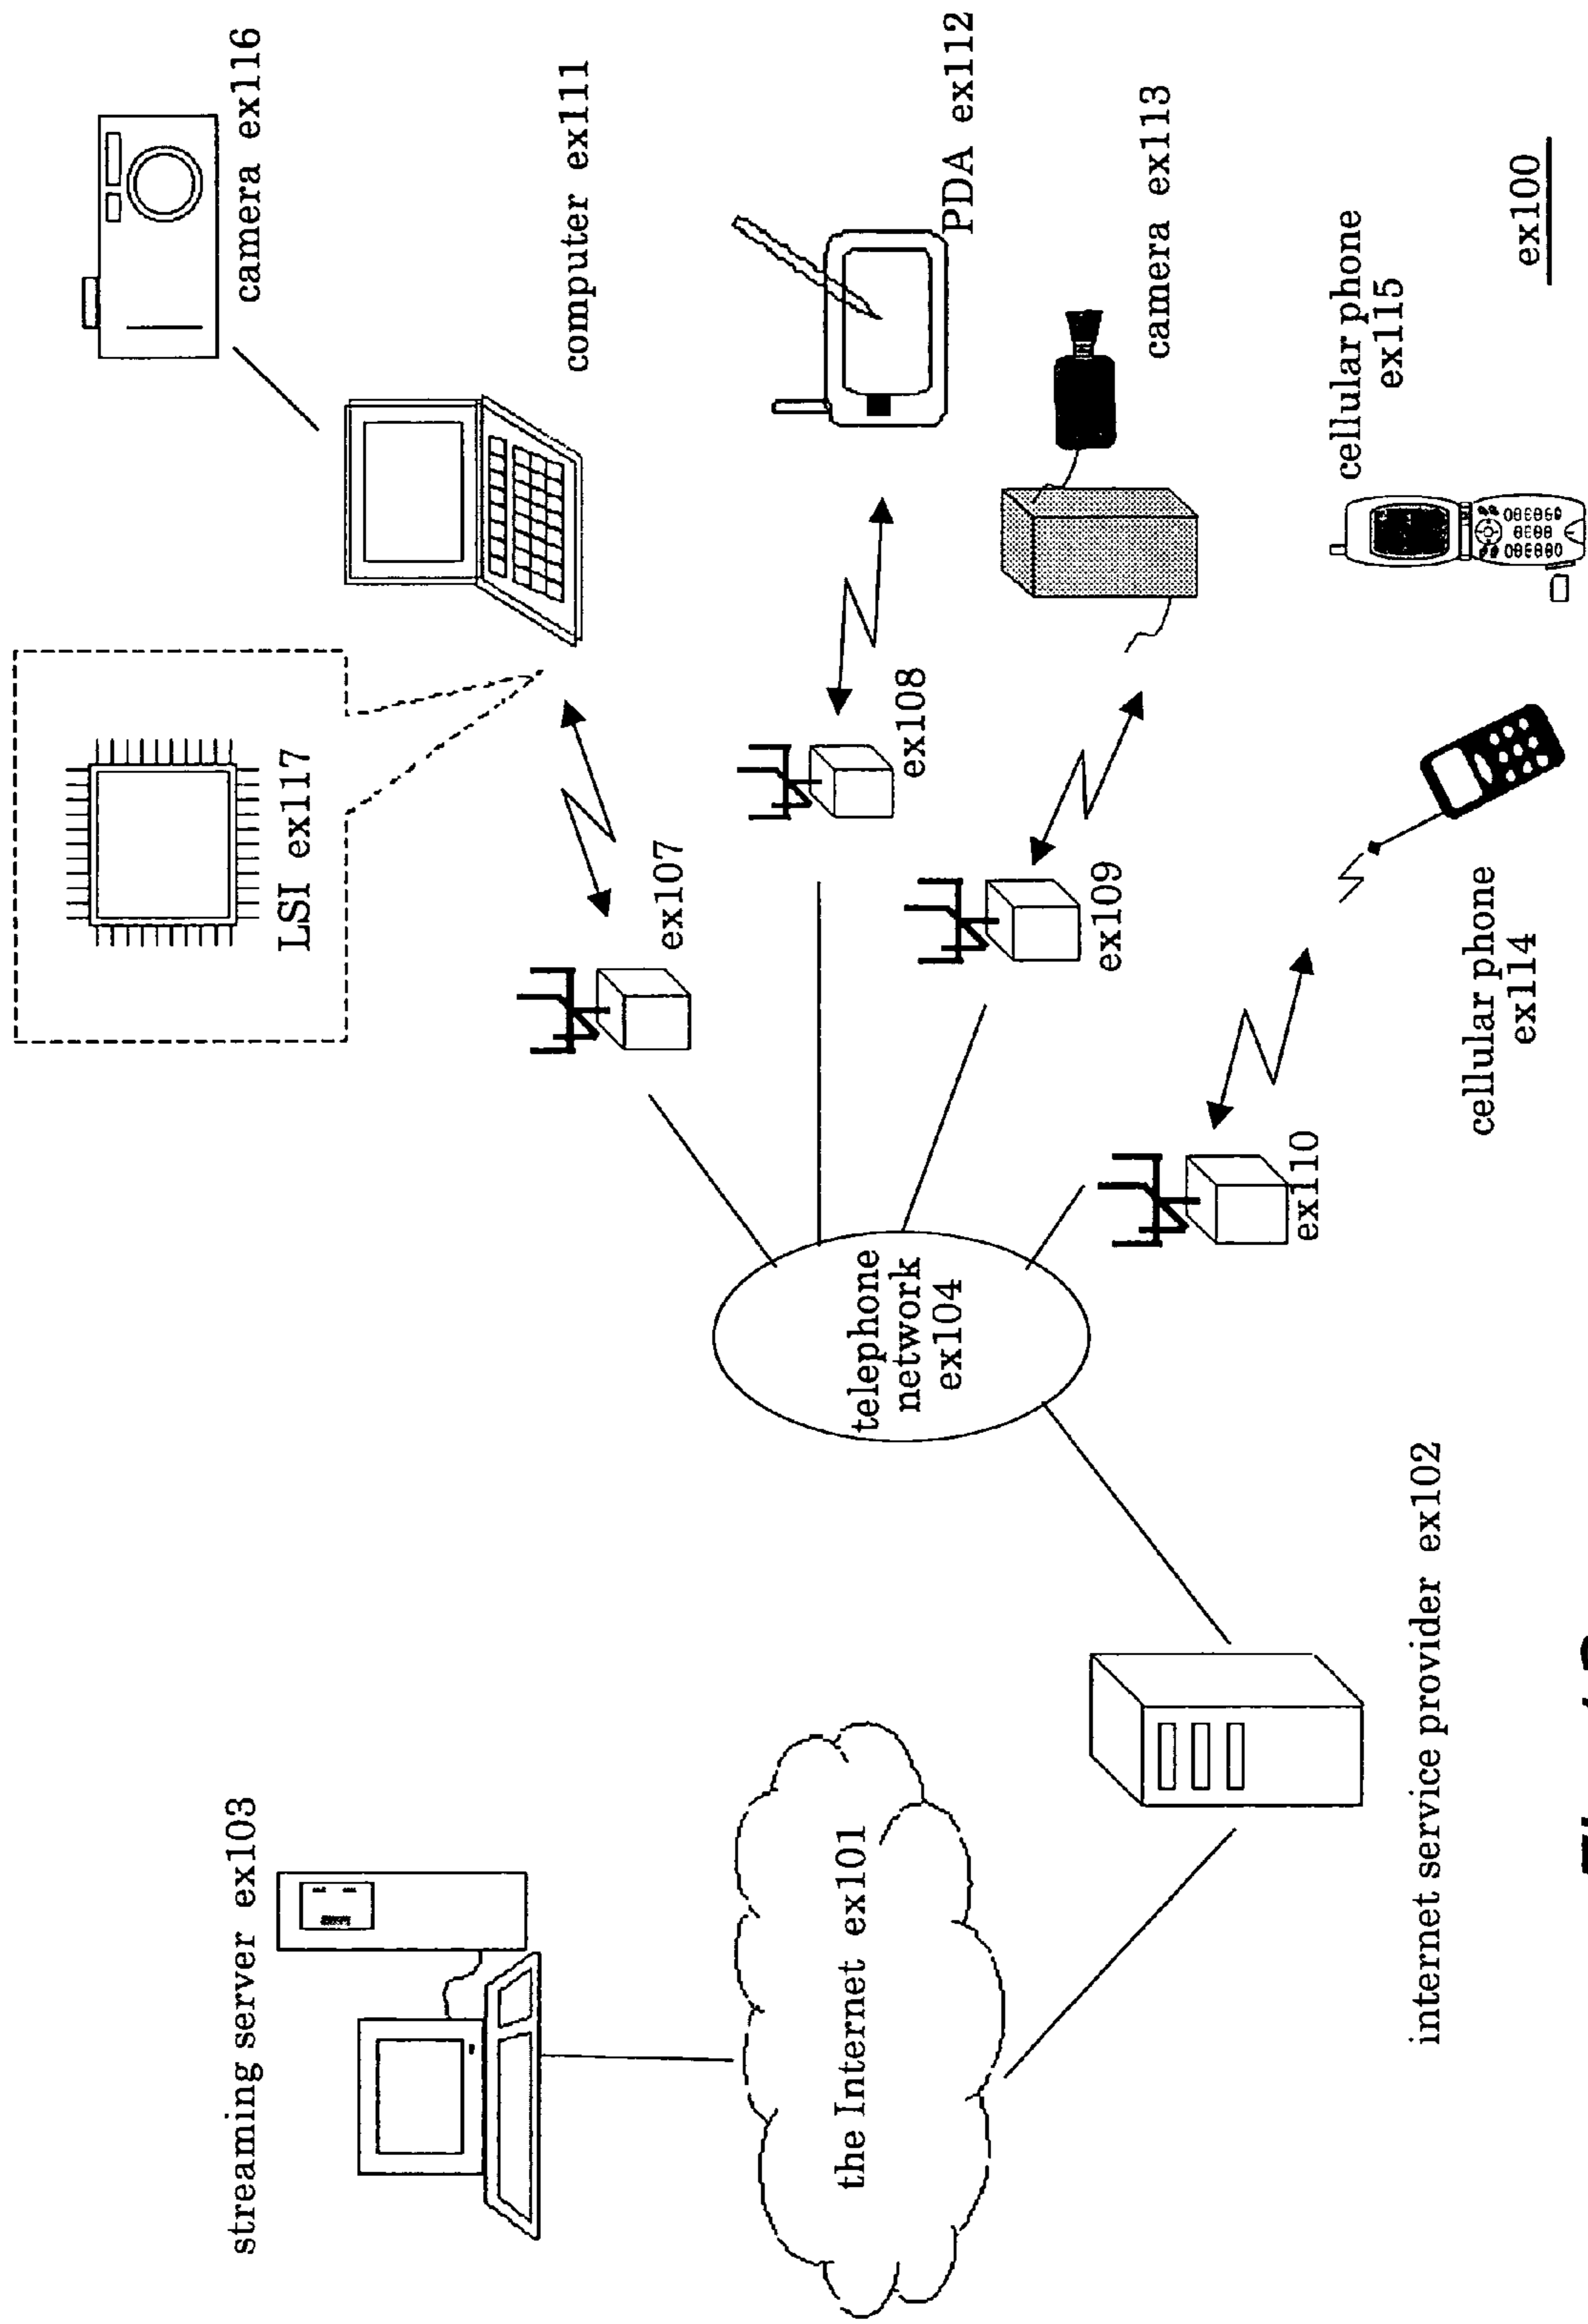 streaming server ex103
the Internet ex101
internet service provider ex102
telephone
network
ex104
LSI ex117
camera ex116
computer ex111
ex107
ex108
PDA ex112
ex109
camera ex113
ex110
cellular phone
ex114
cellular phone
ex115
ex100